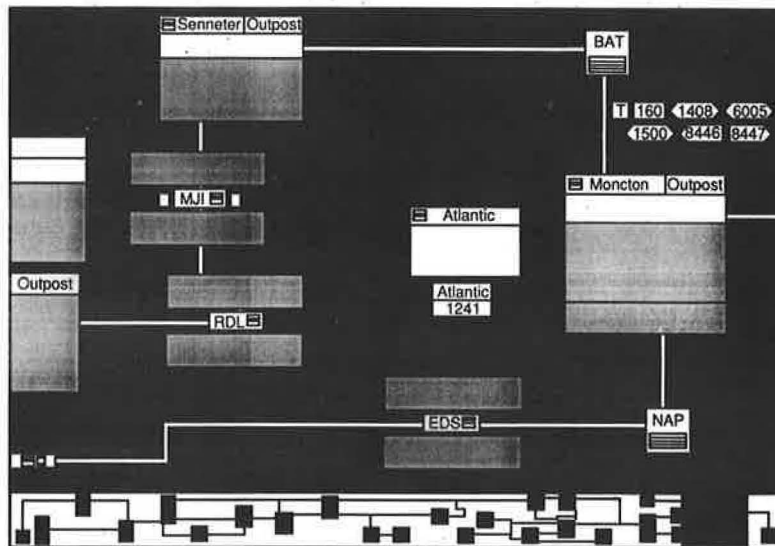 Senneter Outpost
BAT
T 160 1408 6005
1500 8446 8447
MJI
Moncton Outpost
Atlantic
Outpost
Atlantic
1241
RDL
EDS
NAP